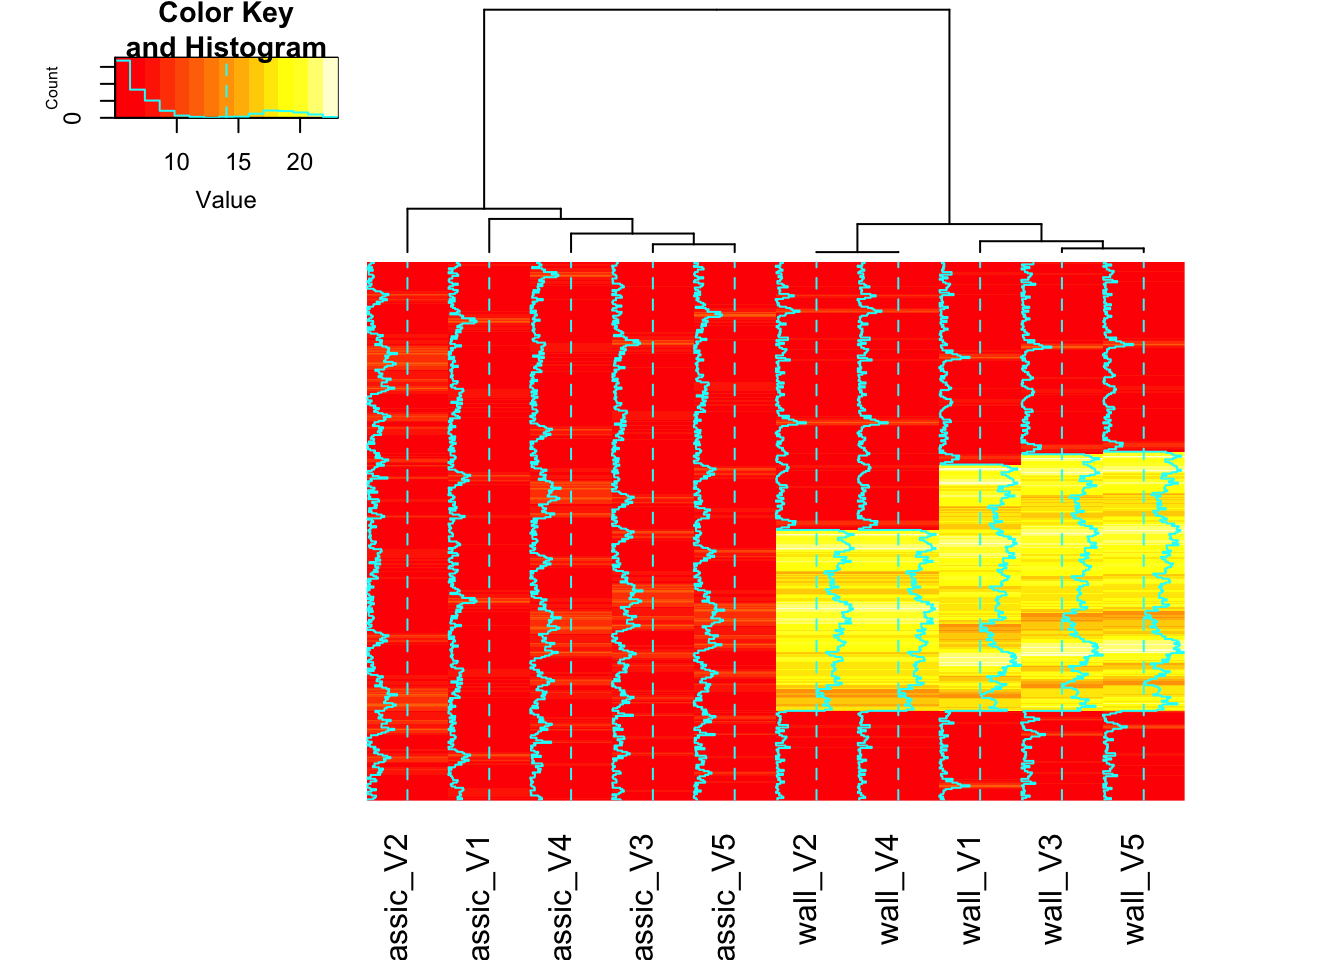 Color Key
and Histogram
Count
0
10 15 20
Value
assic_V2
assic_V1
assic_V4
assic_V3
assic_V5
wall_V2
wall_V4
wall_V1
wall_V3
wall_V5